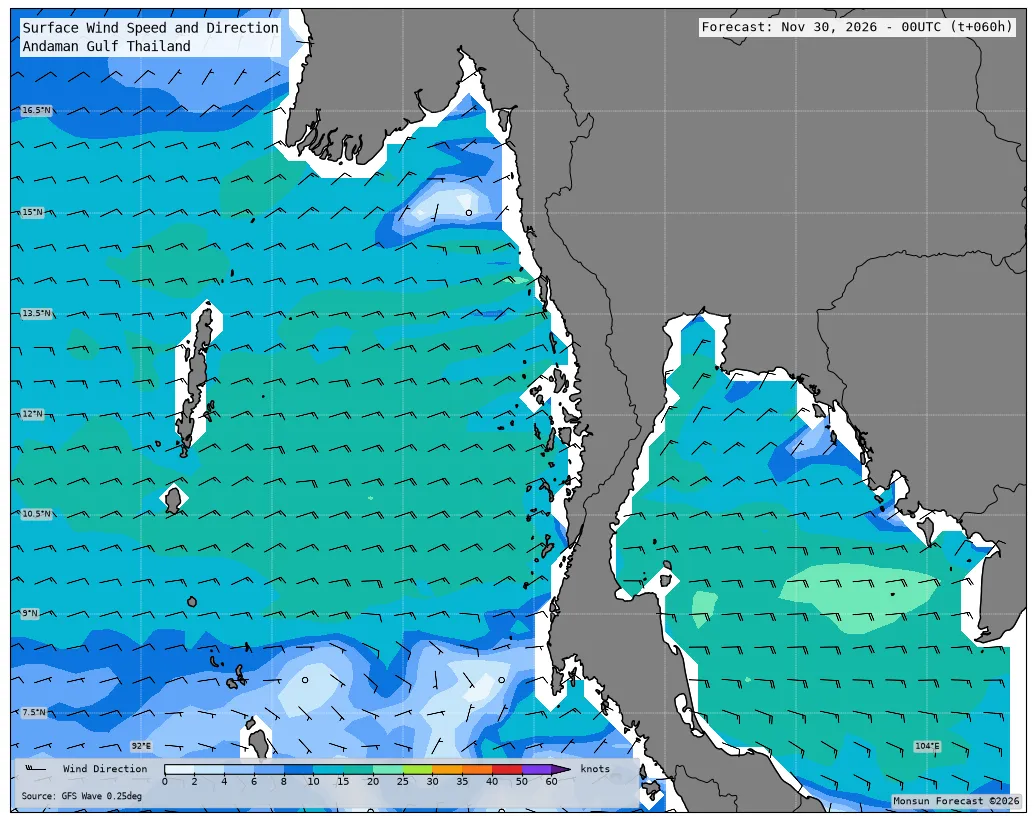 Surface Wind Speed and Direction
Andaman Gulf Thailand
Forecast: Nov 30, 2026 - 00UTC (t+060h)
16.5°N
15°N
13.5°N
12°N
10.5°N
9°N
7.5°N
92°E
104°E
Wind Direction
0 2 4 6 8 10 15 20 25 30 35 40 50 60
knots
Source: GFS Wave 0.25deg
Monsun Forecast ©2026